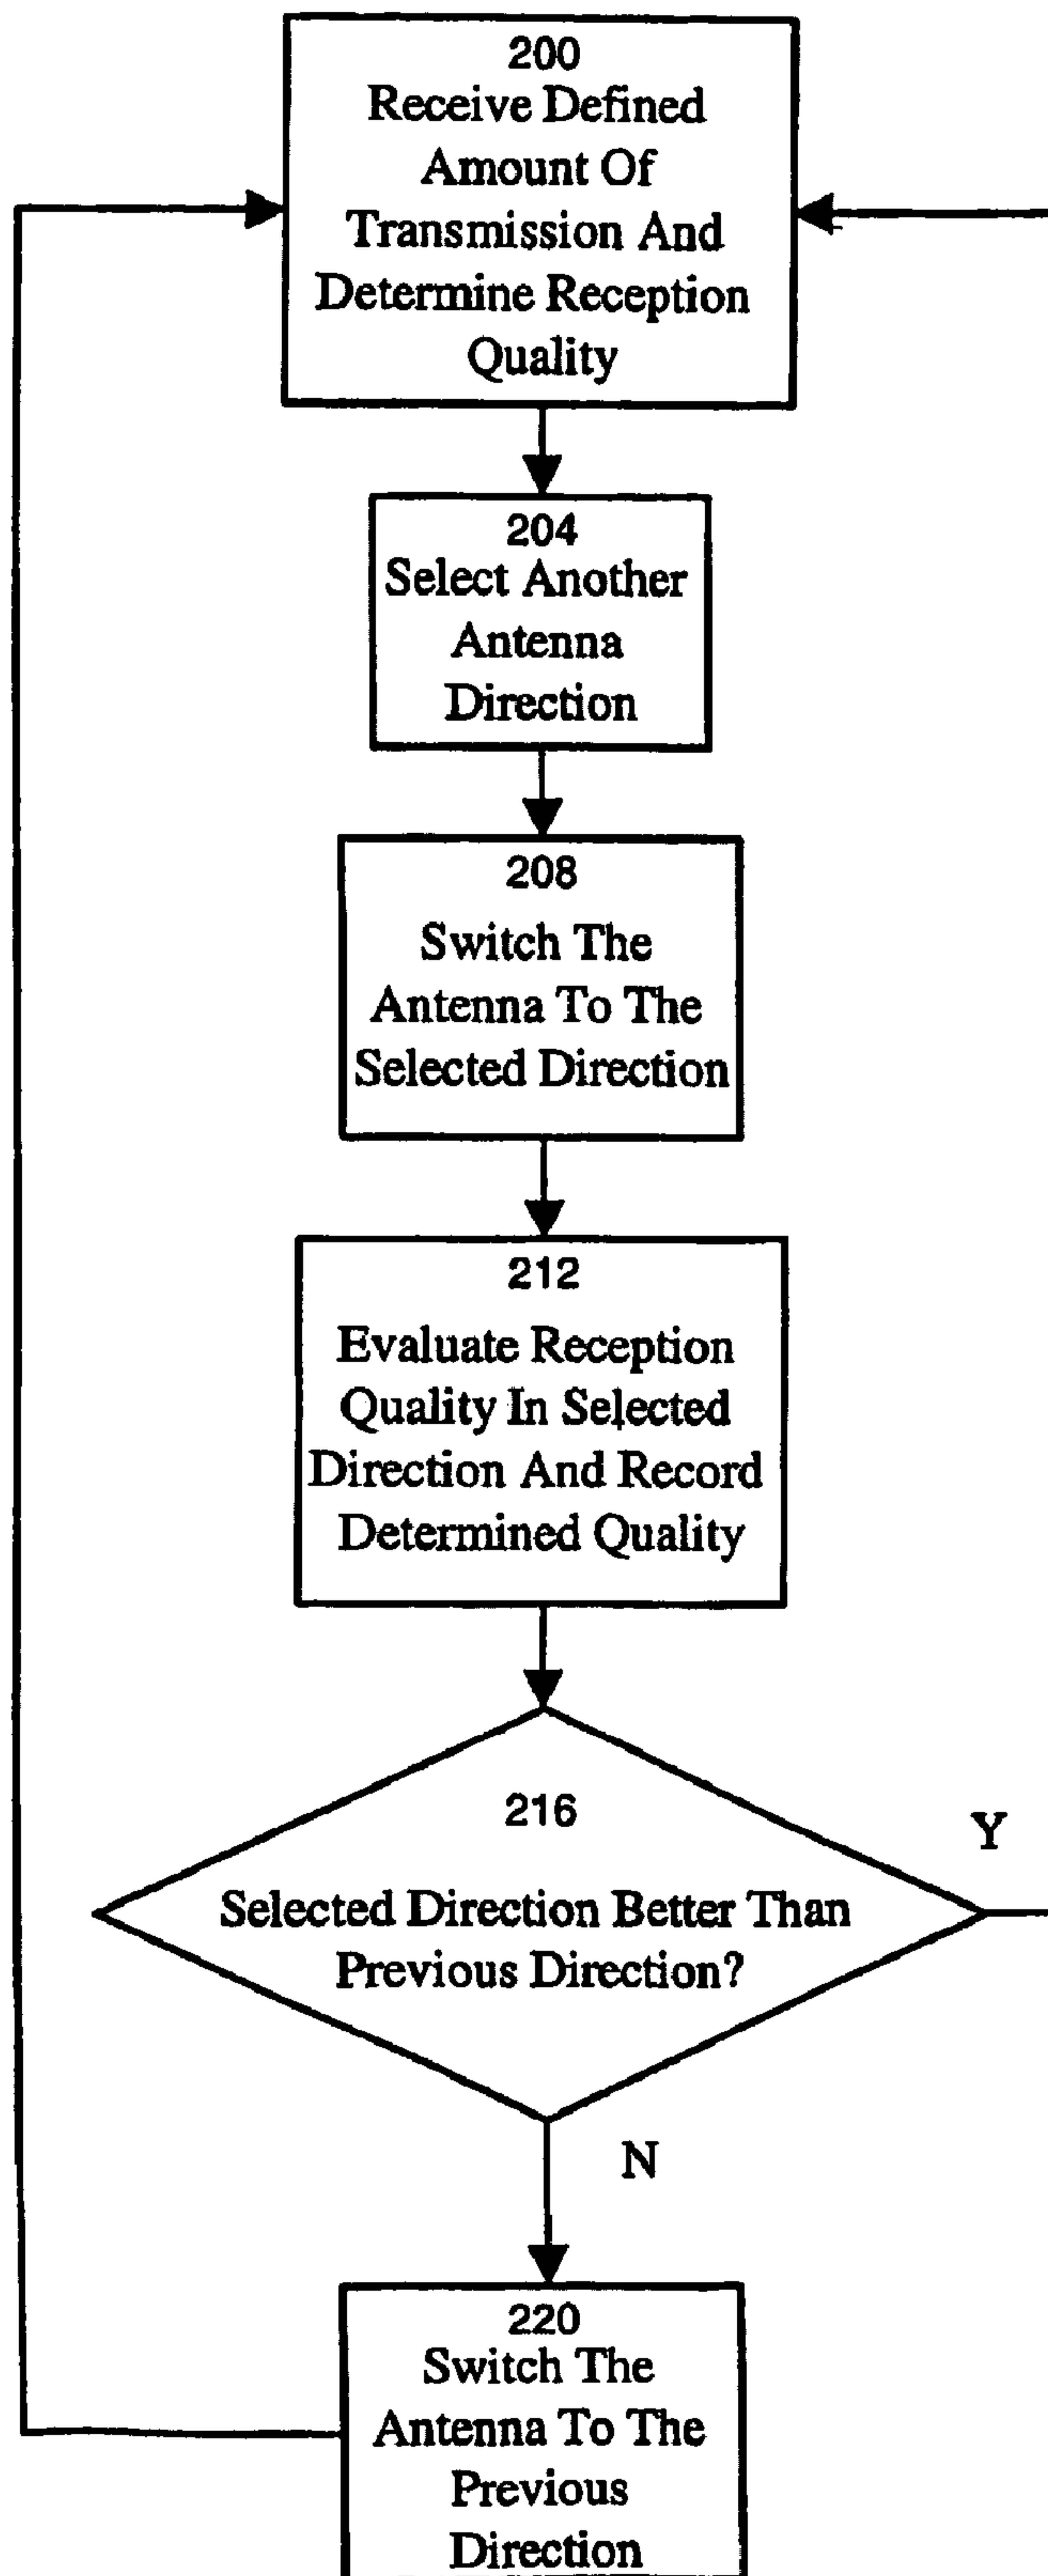 200
Receive Defined
Amount Of
Transmission And
Determine Reception
Quality
204
Select Another
Antenna
Direction
208
Switch The
Antenna To The
Selected Direction
212
Evaluate Reception
Quality In Selected
Direction And Record
Determined Quality
216
Y
Selected Direction Better Than
Previous Direction?
N
220
Switch The
Antenna To The
Previous
Direction